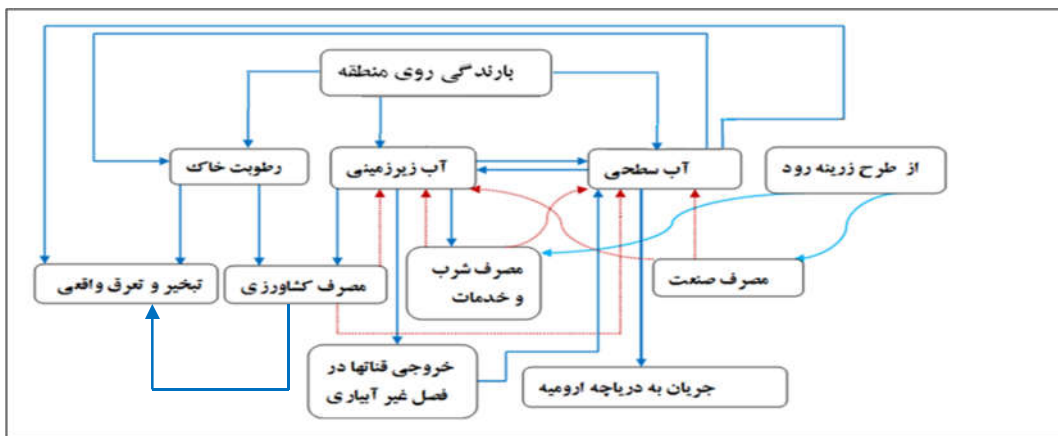 بارندگی روی منطقه
رطوبت خاک
آب زیرزمینی
آب سطحی
از طرح زرینه رود
تبخیر و تعرق واقعی
مصرف کشاورزی
مصرف شرب
و خدمات
مصرف صنعت
خروجی قناتها در
فصل غیر آبیاری
جریان به دریاچه ارومیه